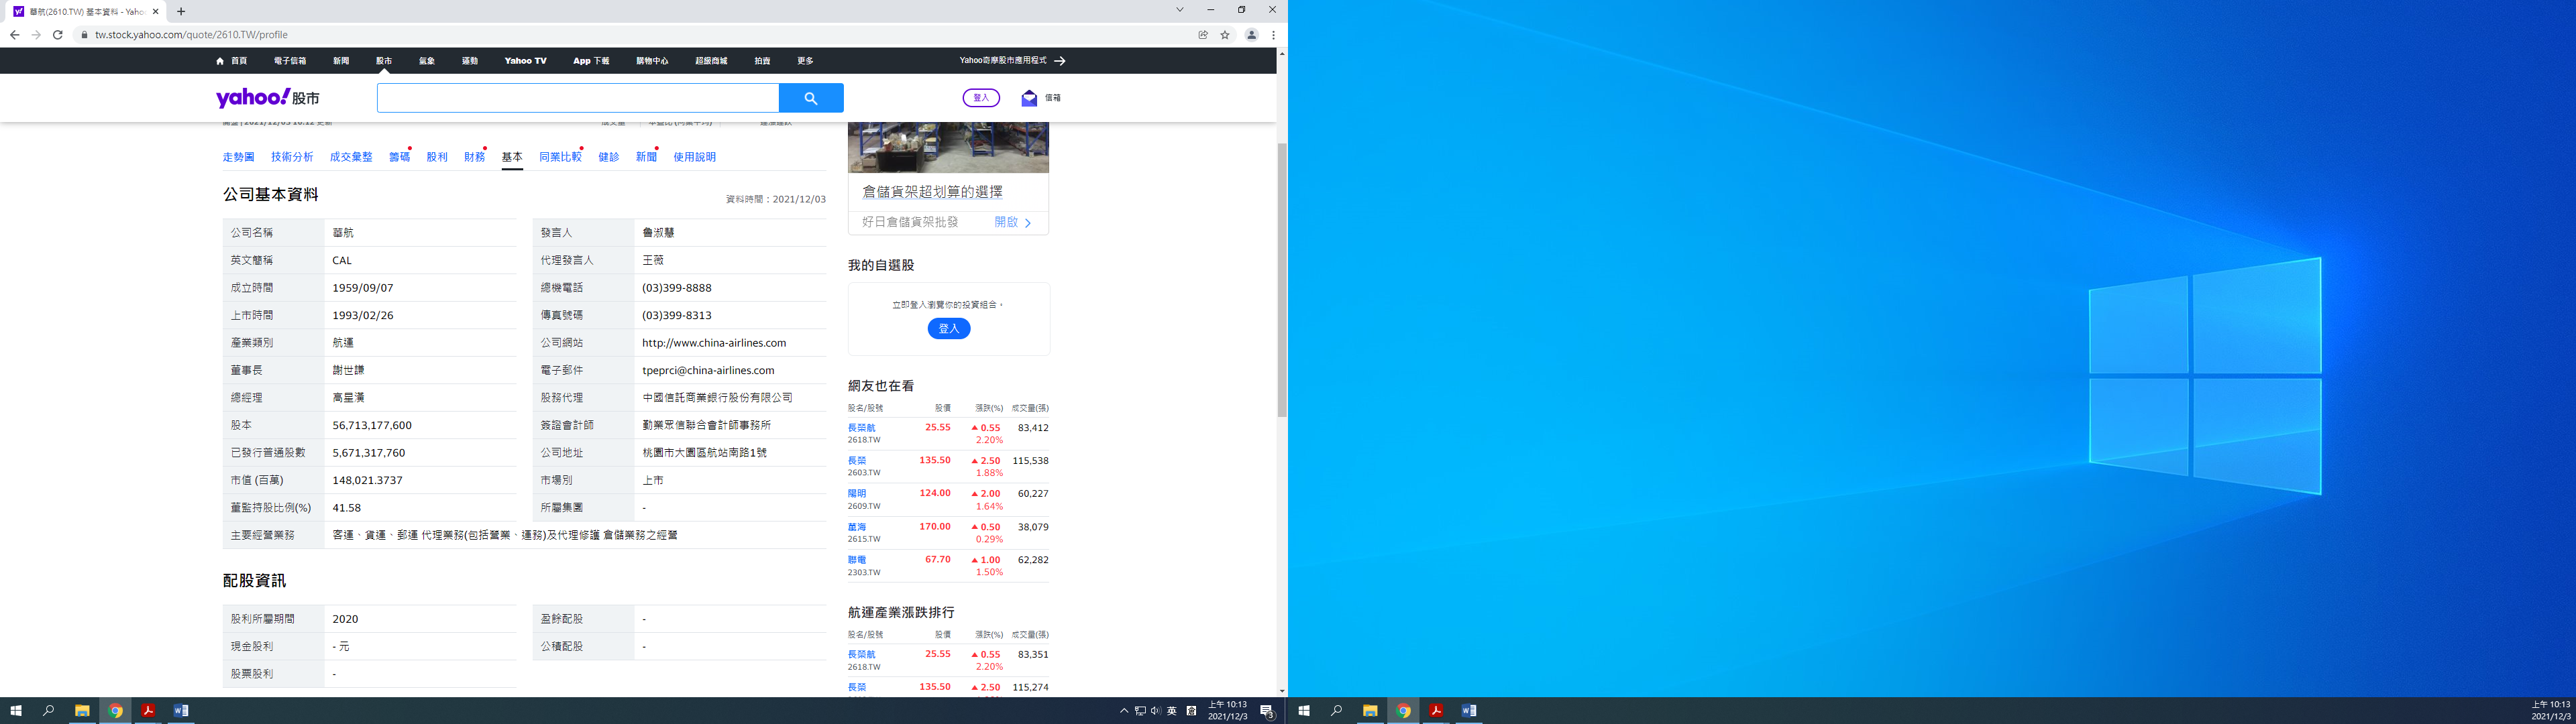 華航(2610.TW) 基本資料 - Yahoo
tw.stock.yahoo.com/quote/2610.TW/profile
首頁 電子信箱 新聞 股市 氣象 運動 Yahoo TV App 下載 購物中心 超級商城 拍賣 更多 Yahoo奇摩股市應用程式
yahoo!股市 登入 信箱
走勢圖 技術分析 成交彙整 籌碼 股利 財務 基本 同業比較 健診 新聞 使用說明
公司基本資料 資料時間：2021/12/03
公司名稱 華航 發言人 魯淑慧
英文簡稱 CAL 代理發言人 王薇
成立時間 1959/09/07 總機電話 (03)399-8888
上市時間 1993/02/26 傳真號碼 (03)399-8313
產業類別 航運 公司網站 http://www.china-airlines.com
董事長 謝世謙 電子郵件 tpeprci@china-airlines.com
總經理 高星潢 股務代理 中國信託商業銀行股份有限公司
股本 56,713,177,600 簽證會計師 勤業眾信聯合會計師事務所
已發行普通股數 5,671,317,760 公司地址 桃園市大園區航站南路1號
市值 (百萬) 148,021.3737 市場別 上市
董監持股比例(%) 41.58 所屬集團 -
主要經營業務 客運、貨運、郵運 代理業務(包括營業、運務)及代理修護 倉儲業務之經營
配股資訊
股利所屬期間 2020 盈餘配股 -
現金股利 - 元 公積配股 -
股票股利 -
倉儲貨架超划算的選擇
好日倉儲貨架批發 開啟
我的自選股
立即登入瀏覽你的投資組合。
登入
網友也在看
股名/股號 股價 漲跌(%) 成交量(張)
長榮航 25.55 ▲ 0.55 83,412
2618.TW 2.20%
長榮 135.50 ▲ 2.50 115,538
2603.TW 1.88%
陽明 124.00 ▲ 2.00 60,227
2609.TW 1.64%
萬海 170.00 ▲ 0.50 38,079
2615.TW 0.29%
聯電 67.70 ▲ 1.00 62,282
2303.TW 1.50%
航運產業漲跌排行
股名/股號 股價 漲跌(%) 成交量(張)
長榮航 25.55 ▲ 0.55 83,351
2618.TW 2.20%
長榮 135.50 ▲ 2.50 115,274
英 上午 10:13
2021/12/3
3
上午 10:13
2021/12/3